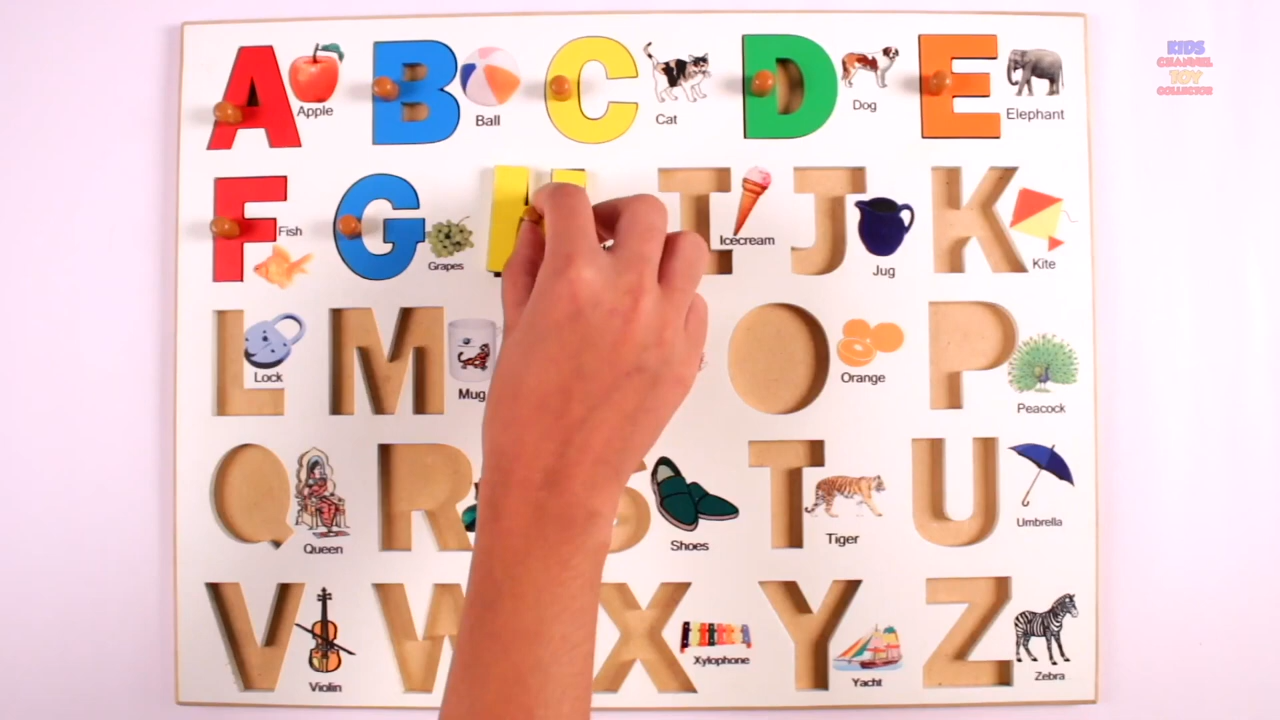 KIDS
CHANNEL
TOY
COLLECTOR
A Apple B Ball C Cat D Dog E Elephant
F Fish G Grapes H I Icecream J Jug K Kite
L Lock M Mug O Orange P Peacock
Q Queen R S Shoes T Tiger U Umbrella
V Violin W X Xylophone Y Yacht Z Zebra